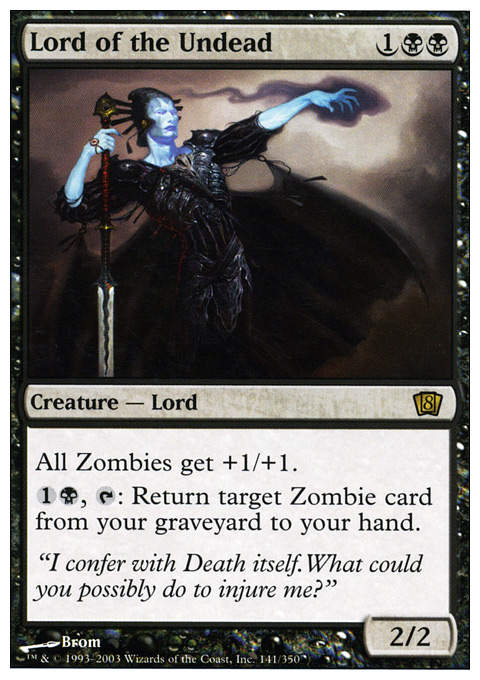 Lord of the Undead 1
Creature — Lord 8
All Zombies get +1/+1.
1, : Return target Zombie card
from your graveyard to your hand.
“I confer with Death itself. What could
you possibly do to injure me?”
2/2
Brom
™ & © 1993–2003 Wizards of the Coast, Inc. 141/350